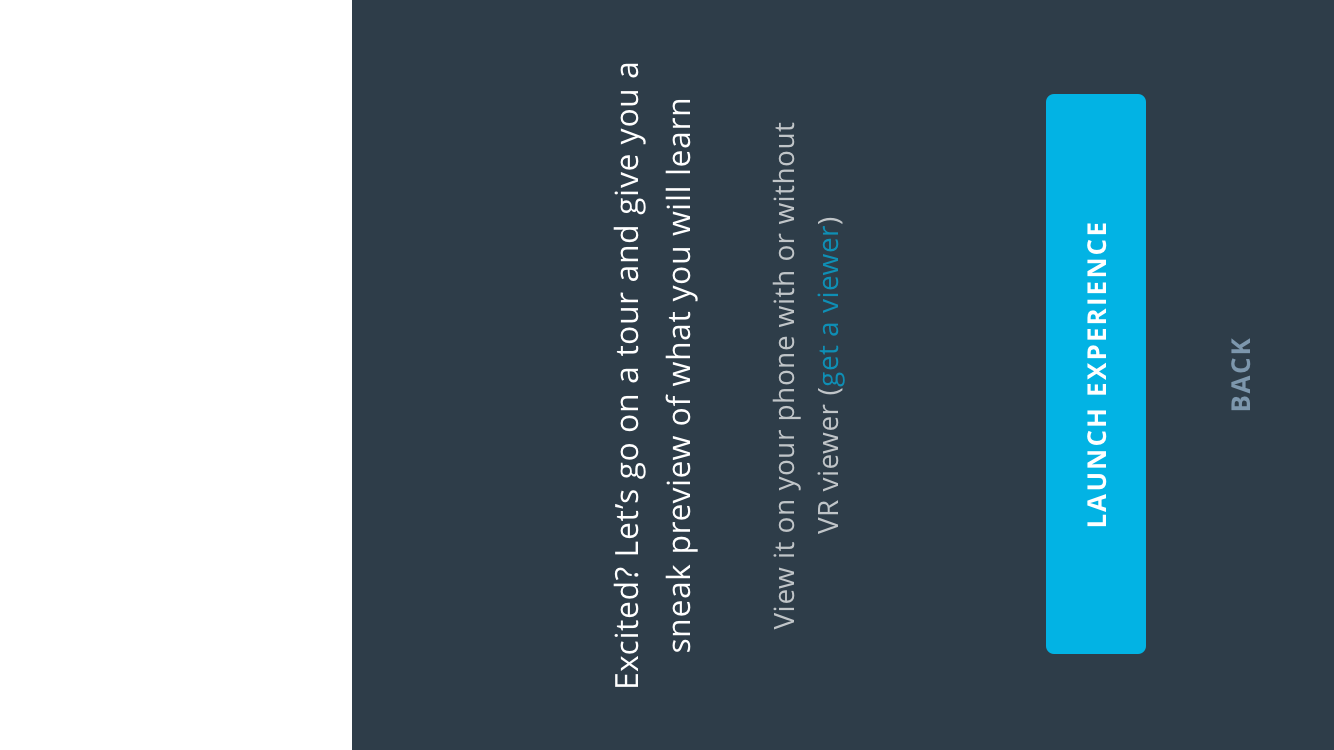 Excited? Let’s go on a tour and give you a
sneak preview of what you will learn
View it on your phone with or without
VR viewer (get a viewer)
LAUNCH EXPERIENCE
BACK